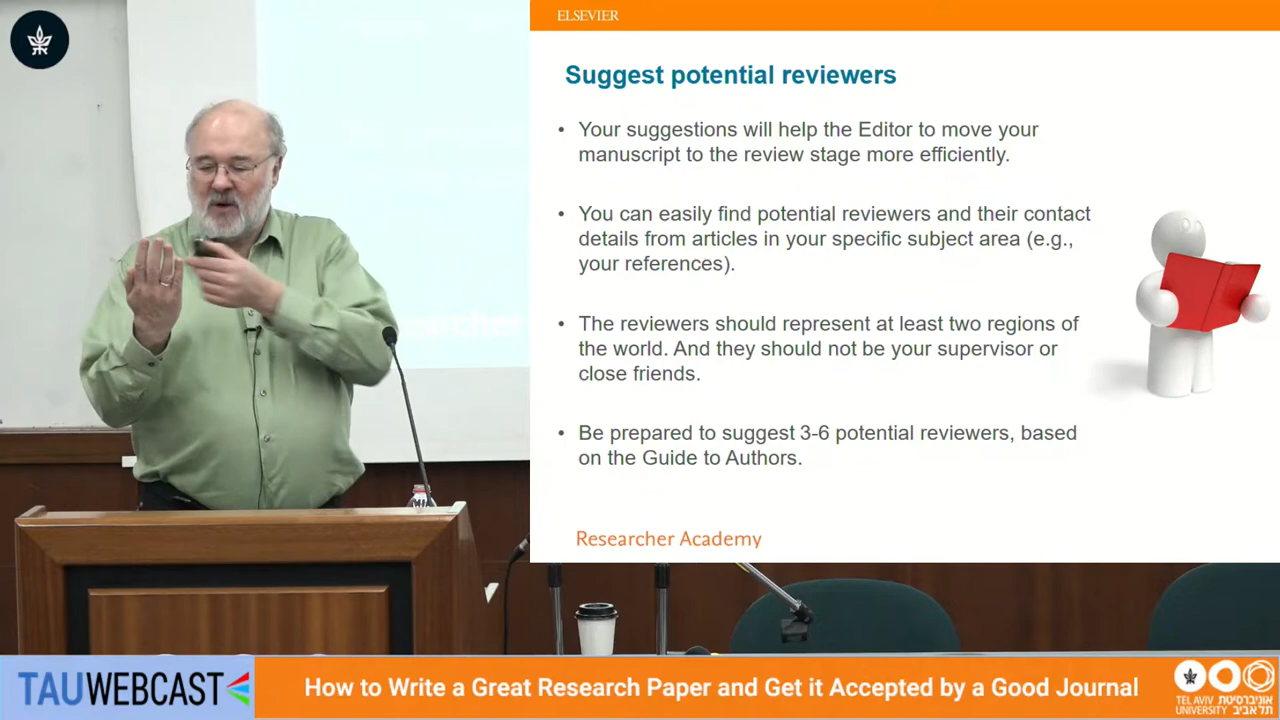 ELSEVIER
Suggest potential reviewers
• Your suggestions will help the Editor to move your
manuscript to the review stage more efficiently.
• You can easily find potential reviewers and their contact
details from articles in your specific subject area (e.g.,
your references).
• The reviewers should represent at least two regions of
the world. And they should not be your supervisor or
close friends.
• Be prepared to suggest 3-6 potential reviewers, based
on the Guide to Authors.
Researcher Academy
TAUWEBCAST
How to Write a Great Research Paper and Get it Accepted by a Good Journal
TEL AVIV אוניברסיטת
UNIVERSITY תל אביב